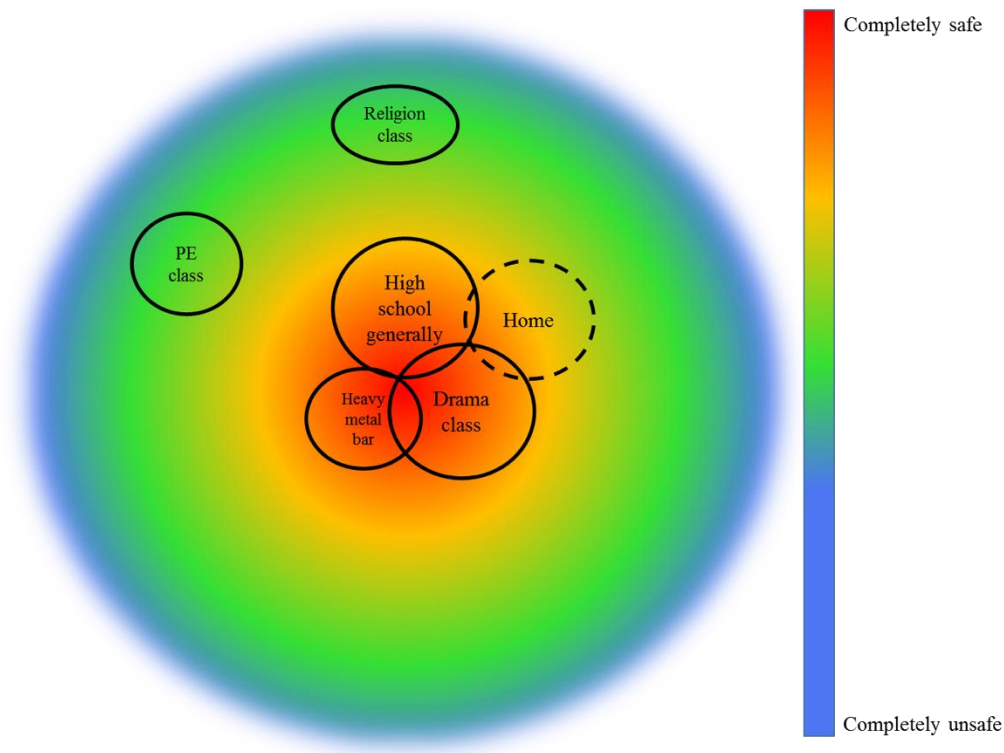 Completely safe
Religion
class
PE
class
High
school
generally
Home
Heavy
metal
bar
Drama
class
Completely unsafe